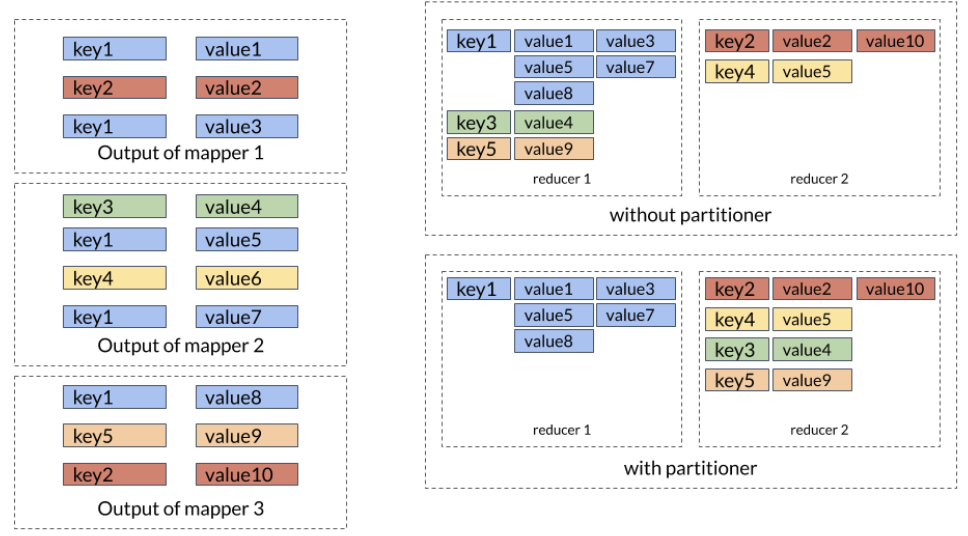 key1 value1
key2 value2
key1 value3
Output of mapper 1
key3 value4
key1 value5
key4 value6
key1 value7
Output of mapper 2
key1 value8
key5 value9
key2 value10
Output of mapper 3
key1 value1 value3
value5 value7
value8
key3 value4
key5 value9
reducer 1
key2 value2 value10
key4 value5
reducer 2
without partitioner
key1 value1 value3
value5 value7
value8
reducer 1
key2 value2 value10
key4 value5
key3 value4
key5 value9
reducer 2
with partitioner